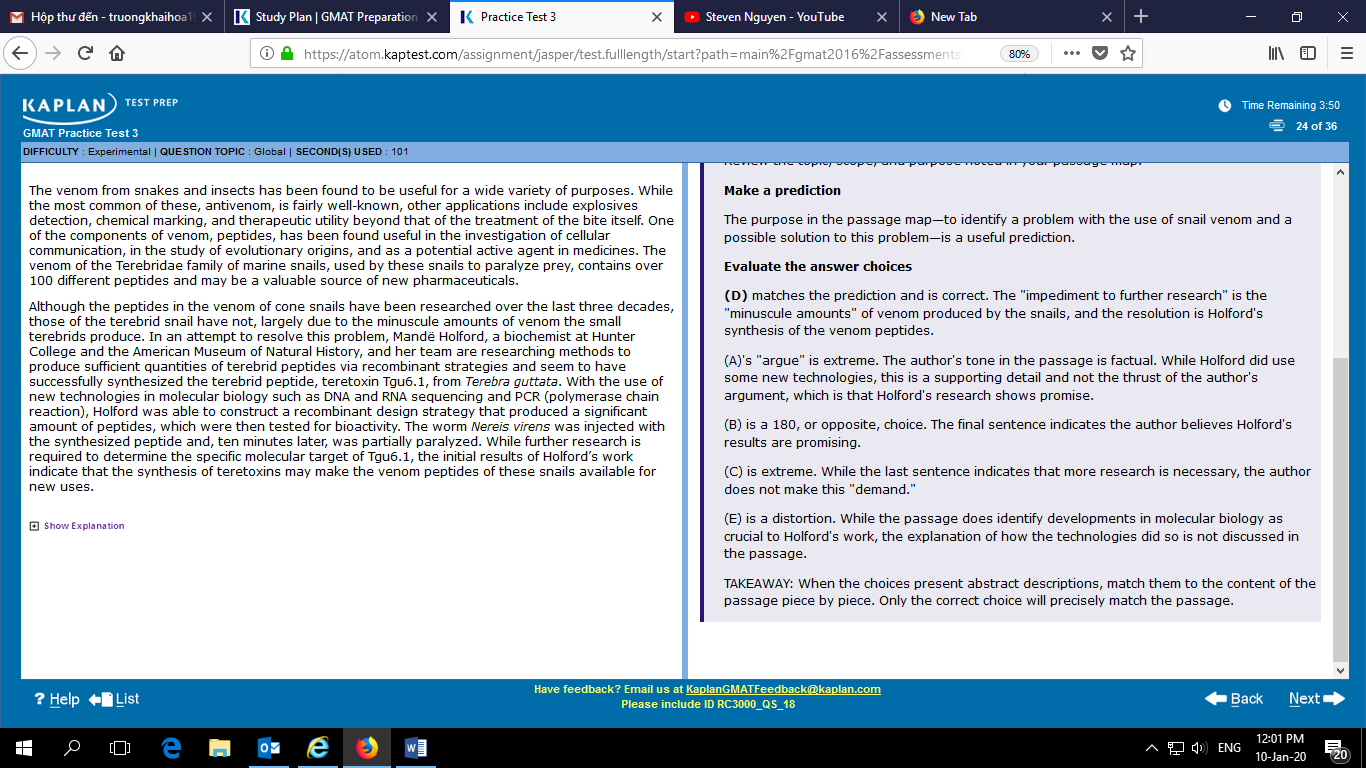 Hộp thư đến - truongkhaihoa15
Study Plan | GMAT Preparation
Practice Test 3
Steven Nguyen - YouTube
New Tab
https://atom.kaptest.com/assignment/jasper/test.fulllength/start?path=main%2Fgmat2016%2Fassessments
80%
KAPLAN TEST PREP
GMAT Practice Test 3
Time Remaining 3:50
24 of 36
DIFFICULTY : Experimental | QUESTION TOPIC : Global | SECOND(S) USED : 101
The venom from snakes and insects has been found to be useful for a wide variety of purposes. While
the most common of these, antivenom, is fairly well-known, other applications include explosives
detection, chemical marking, and therapeutic utility beyond that of the treatment of the bite itself. One
of the components of venom, peptides, has been found useful in the investigation of cellular
communication, in the study of evolutionary origins, and as a potential active agent in medicines. The
venom of the Terebridae family of marine snails, used by these snails to paralyze prey, contains over
100 different peptides and may be a valuable source of new pharmaceuticals.
Although the peptides in the venom of cone snails have been researched over the last three decades,
those of the terebrid snail have not, largely due to the minuscule amounts of venom the small
terebrids produce. In an attempt to resolve this problem, Mandë Holford, a biochemist at Hunter
College and the American Museum of Natural History, and her team are researching methods to
produce sufficient quantities of terebrid peptides via recombinant strategies and seem to have
successfully synthesized the terebrid peptide, teretoxin Tgu6.1, from Terebra guttata. With the use of
new technologies in molecular biology such as DNA and RNA sequencing and PCR (polymerase chain
reaction), Holford was able to construct a recombinant design strategy that produced a significant
amount of peptides, which were then tested for bioactivity. The worm Nereis virens was injected with
the synthesized peptide and, ten minutes later, was partially paralyzed. While further research is
required to determine the specific molecular target of Tgu6.1, the initial results of Holford's work
indicate that the synthesis of teretoxins may make the venom peptides of these snails available for
new uses.
Show Explanation
Review the topic, scope, and purpose noted in your passage map.
Make a prediction
The purpose in the passage map—to identify a problem with the use of snail venom and a
possible solution to this problem—is a useful prediction.
Evaluate the answer choices
(D) matches the prediction and is correct. The "impediment to further research" is the
"minuscule amounts" of venom produced by the snails, and the resolution is Holford's
synthesis of the venom peptides.
(A)'s "argue" is extreme. The author's tone in the passage is factual. While Holford did use
some new technologies, this is a supporting detail and not the thrust of the author's
argument, which is that Holford's research shows promise.
(B) is a 180, or opposite, choice. The final sentence indicates the author believes Holford's
results are promising.
(C) is extreme. While the last sentence indicates that more research is necessary, the author
does not make this "demand."
(E) is a distortion. While the passage does identify developments in molecular biology as
crucial to Holford's work, the explanation of how the technologies did so is not discussed in
the passage.
TAKEAWAY: When the choices present abstract descriptions, match them to the content of the
passage piece by piece. Only the correct choice will precisely match the passage.
? Help
List
Have feedback? Email us at KaplanGMATFeedback@kaplan.com
Please include ID RC3000_QS_18
Back
Next
ENG
12:01 PM
10-Jan-20
20